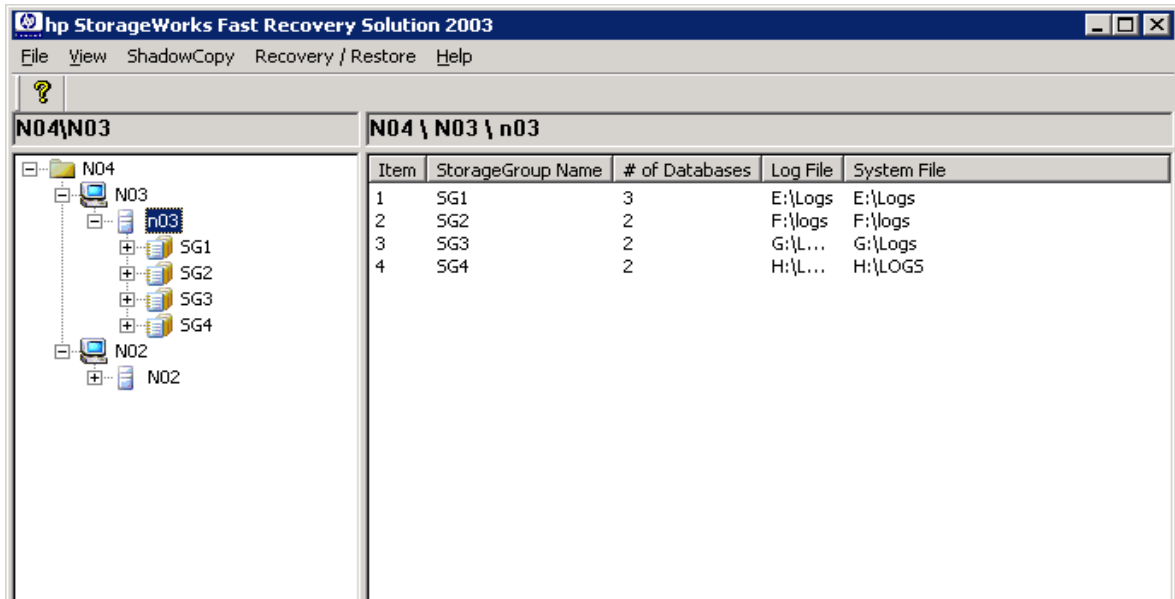 hp StorageWorks Fast Recovery Solution 2003
File View ShadowCopy Recovery / Restore Help
N04\N03
N04 \ N03 \ n03
N04
N03
n03
SG1
SG2
SG3
SG4
N02
N02
Item StorageGroup Name # of Databases Log File System File
1 SG1 3 E:\Logs E:\Logs
2 SG2 2 F:\logs F:\logs
3 SG3 2 G:\L... G:\Logs
4 SG4 2 H:\L... H:\LOGS